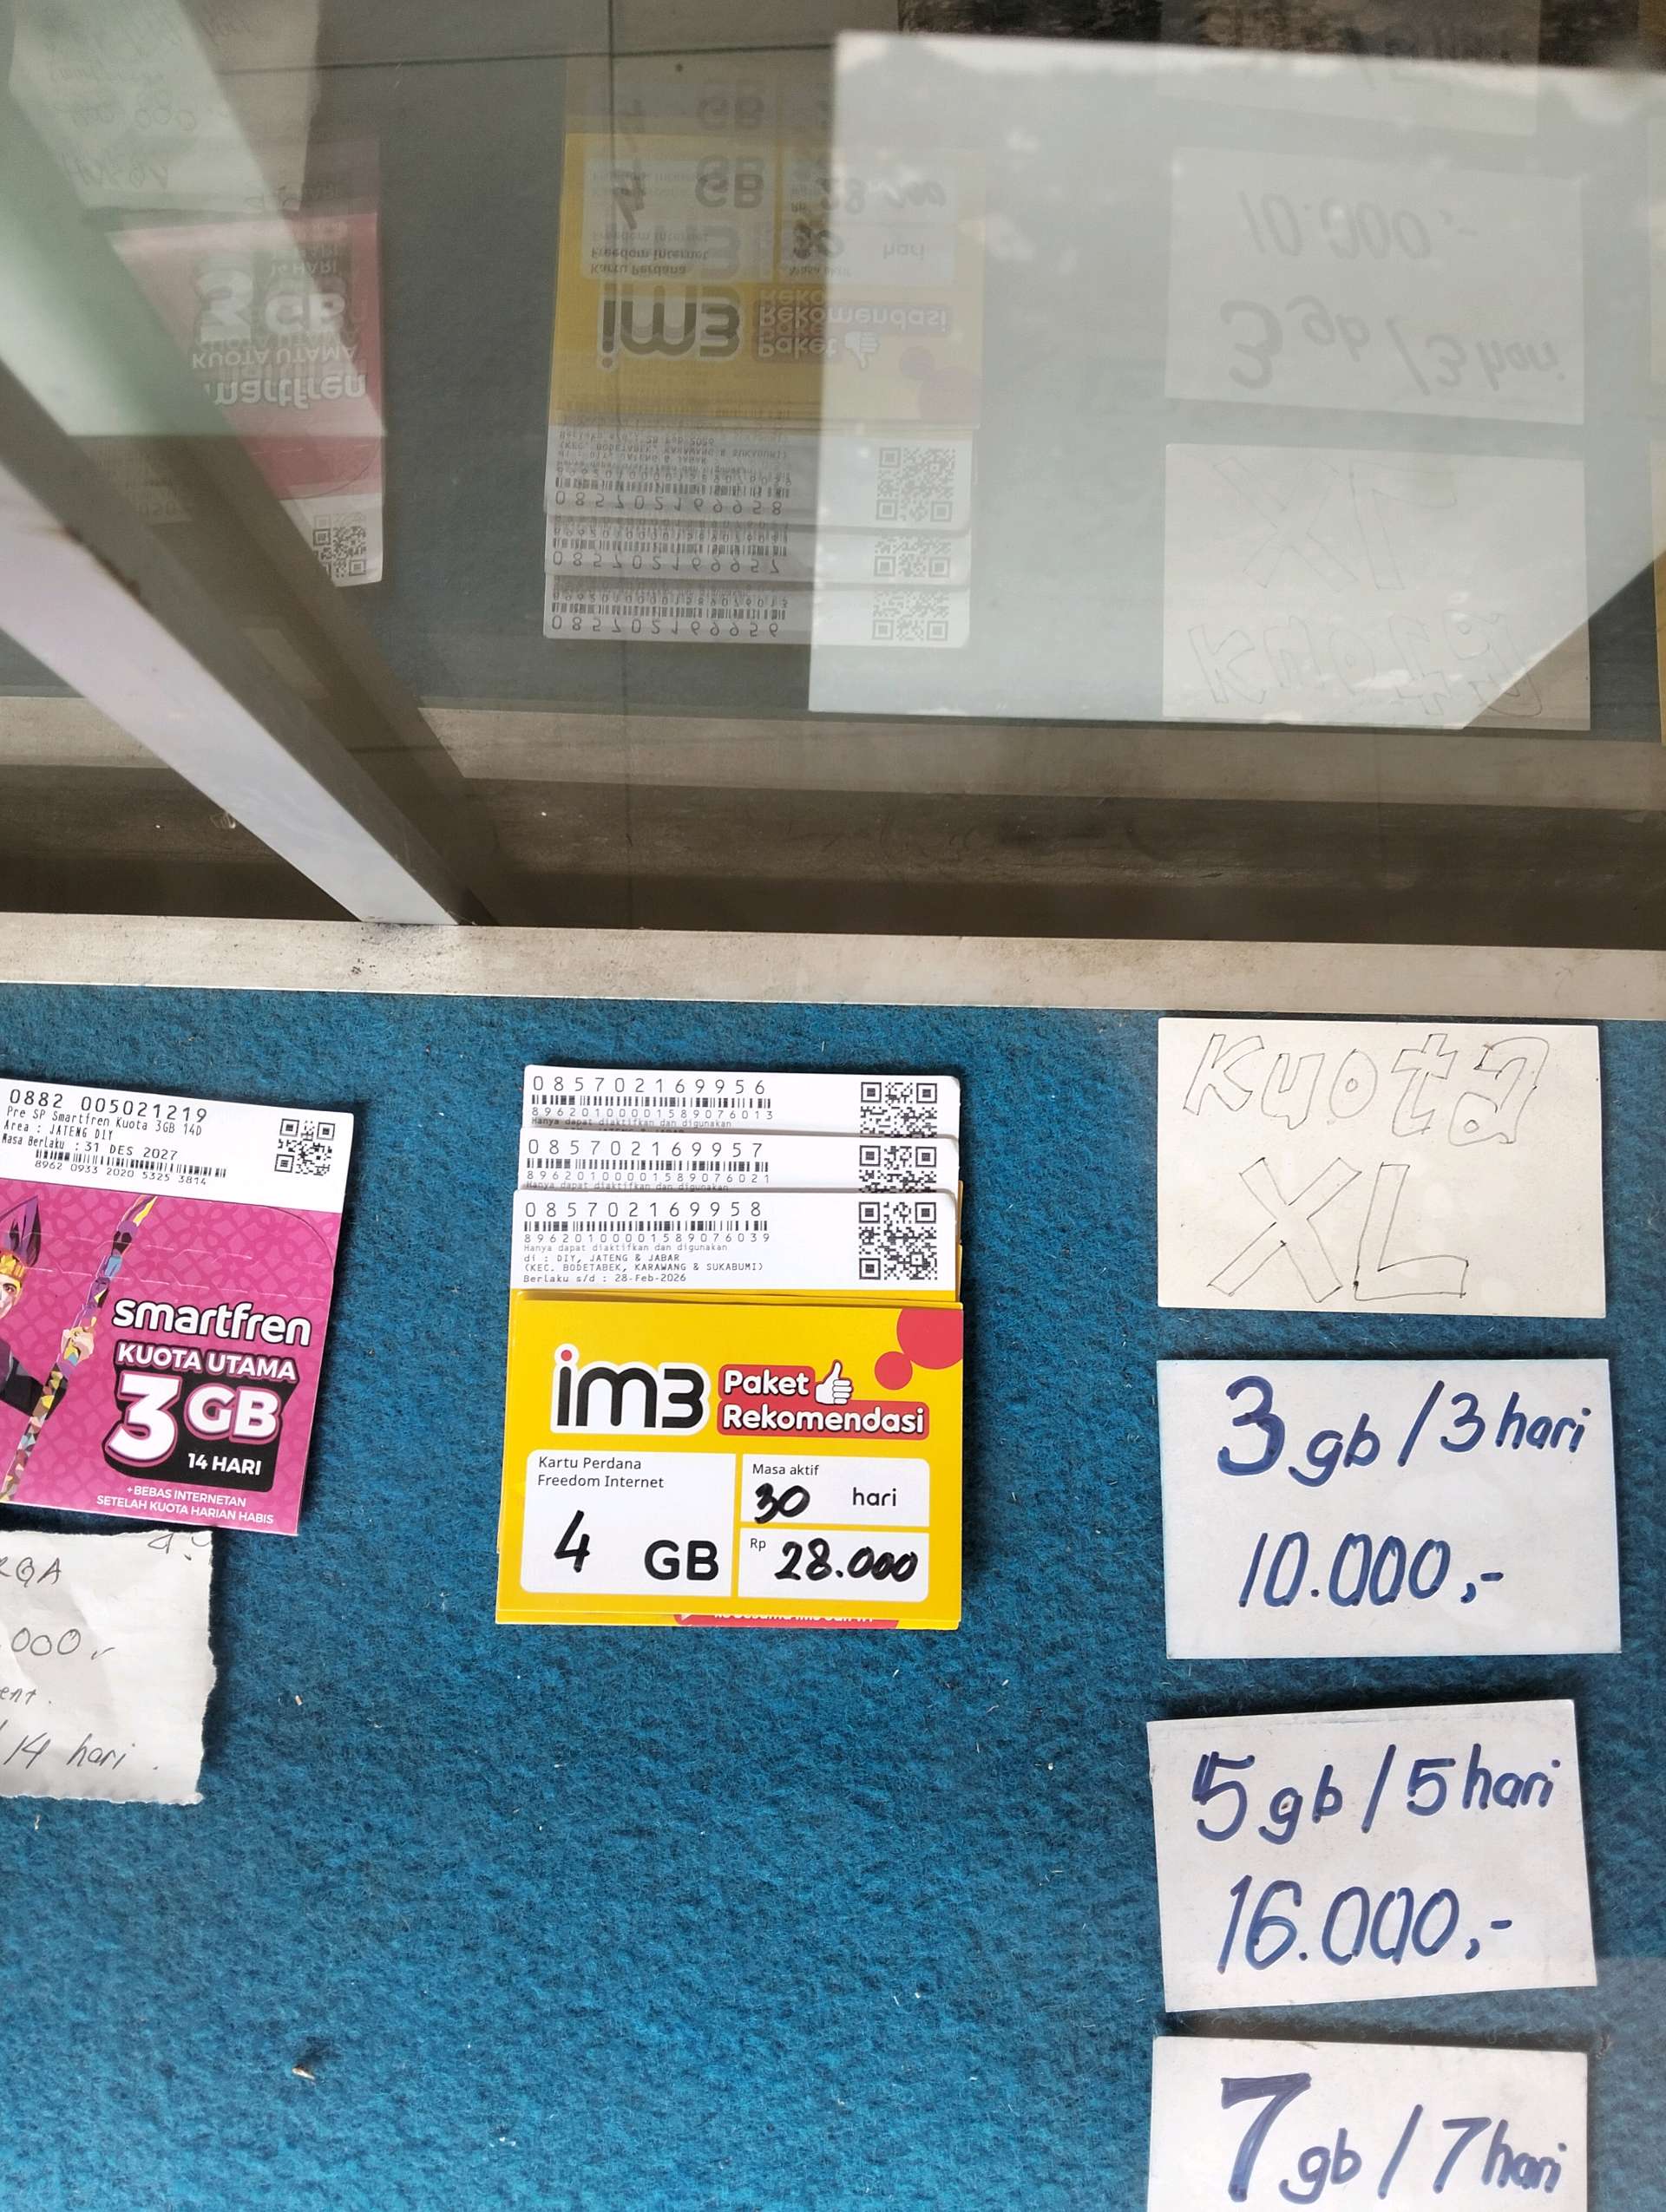 0882 005021219
Pre SP Smartfren Kuota 3GB 14D
Area : JATENG DIY
Masa Berlaku : 31 DES 2027
8962 0933 2020 5325 3814
smartfren
KUOTA UTAMA
3 GB
14 HARI
+BEBAS INTERNETAN
SETELAH KUOTA HARIAN HABIS
000,-
14 hari.
085702169956
89620100001589076013
Hanya dapat diaktifkan dan digunakan
085702169957
89620100001589076021
Hanya dapat diaktifkan dan digunakan
085702169958
89620100001589076039
Hanya dapat diaktifkan dan digunakan
di : DIY, JATENG & JABAR
(KEC. BODETABEK, KARAWANG & SUKABUMI)
Berlaku s/d : 28-Feb-2026
im3 Paket
Rekomendasi
Kartu Perdana
Freedom Internet
4 GB
Masa aktif
30 hari
Rp 28.000
Kuota
XL
3 gb / 3 hari
10.000,-
5 gb / 5 hari
16.000,-
7 gb / 7 hari